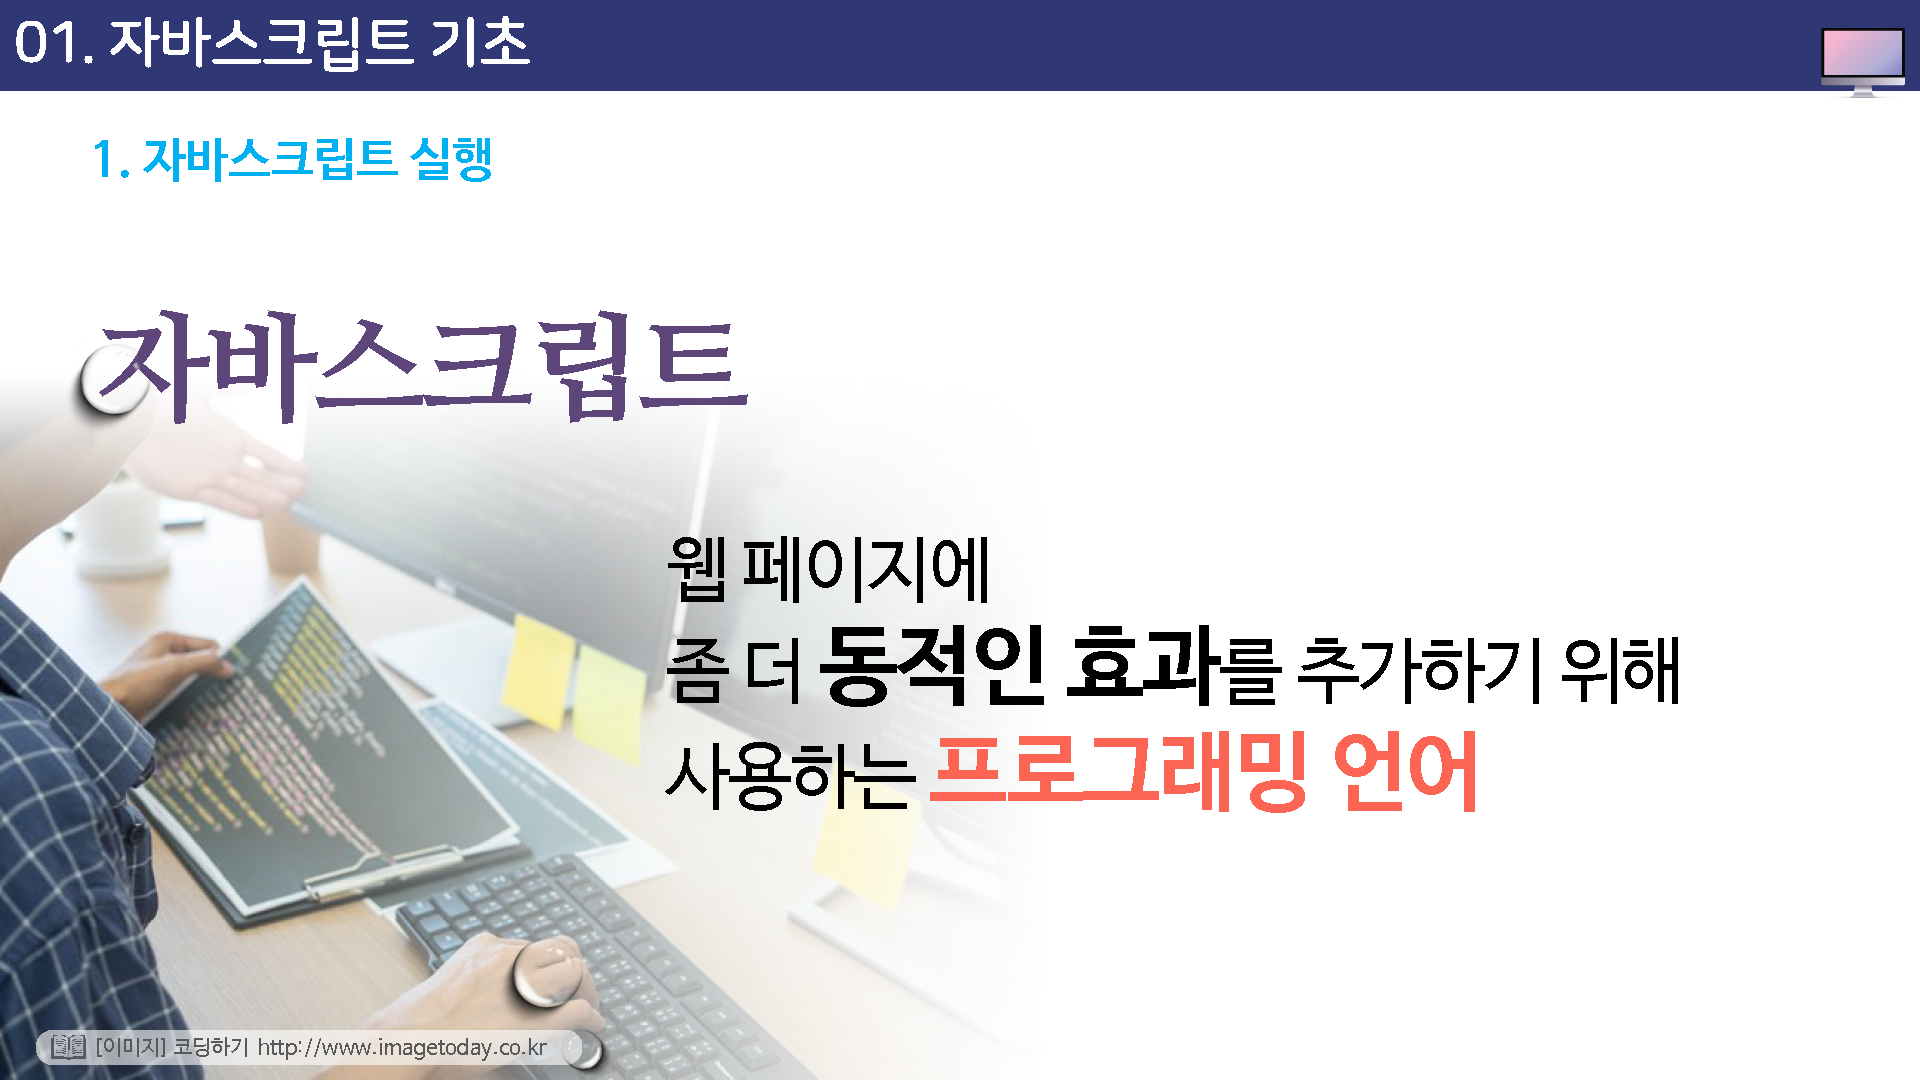 01. 자바스크립트 기초
1. 자바스크립트 실행
자바스크립트
웹 페이지에
좀 더 동적인 효과를 추가하기 위해
사용하는 프로그래밍 언어
[이미지] 코딩하기 http://www.imagetoday.co.kr